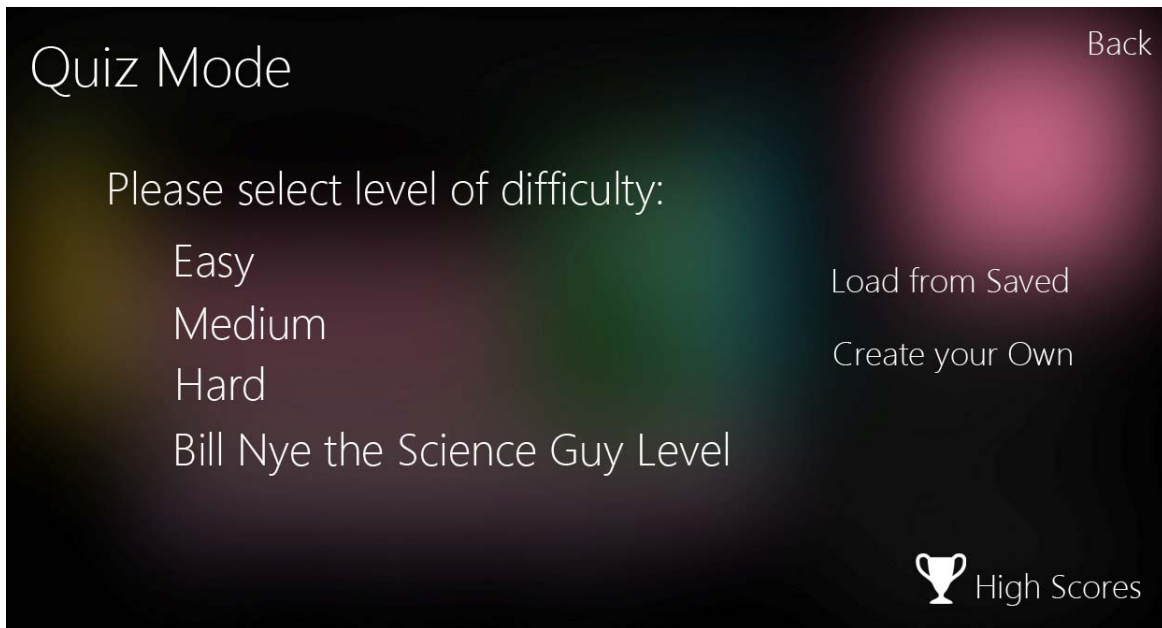 Quiz Mode
Back
Please select level of difficulty:
Easy
Medium
Hard
Bill Nye the Science Guy Level
Load from Saved
Create your Own
High Scores